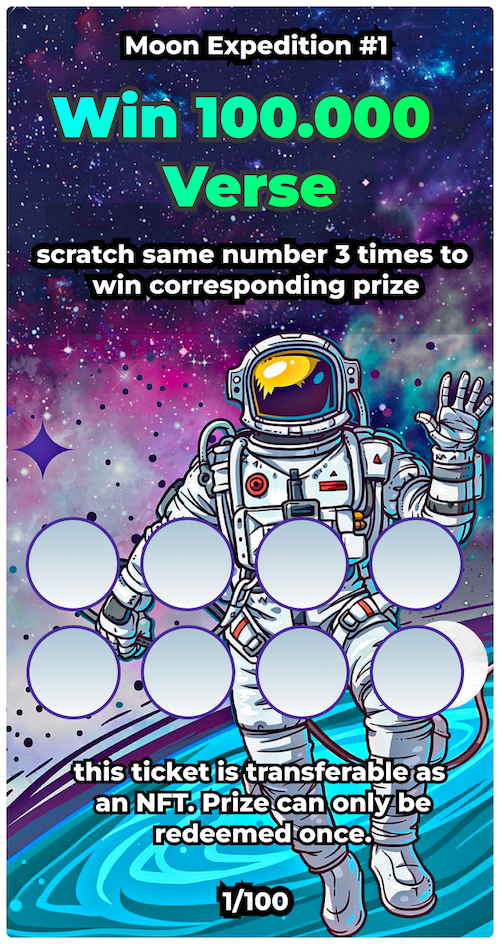 Moon Expedition #1
Win 100.000
Verse
scratch same number 3 times to
win corresponding prize
this ticket is transferable as
an NFT. Prize can only be
redeemed once.
1/100